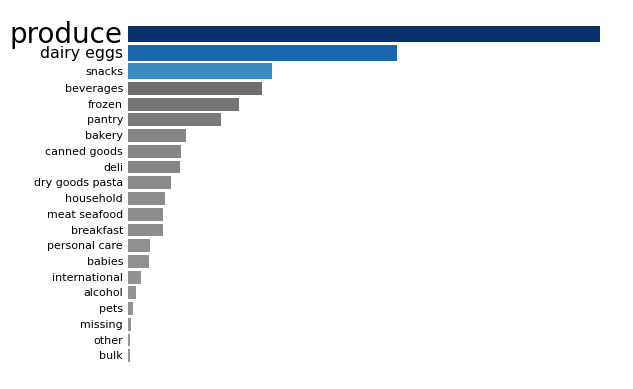 produce
dairy eggs
snacks
beverages
frozen
pantry
bakery
canned goods
deli
dry goods pasta
household
meat seafood
breakfast
personal care
babies
international
alcohol
pets
missing
other
bulk